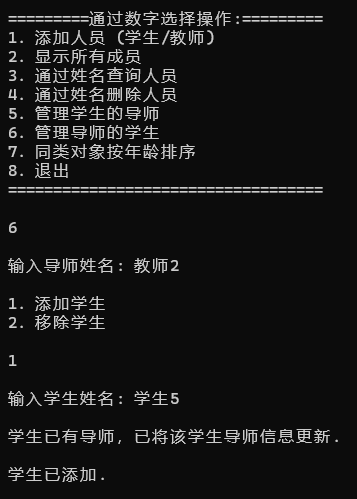 =========通过数字选择操作:=========
1. 添加人员 (学生/教师)
2. 显示所有成员
3. 通过姓名查询人员
4. 通过姓名删除人员
5. 管理学生的导师
6. 管理导师的学生
7. 同类对象按年龄排序
8. 退出
===================================
6
输入导师姓名: 教师2
1. 添加学生
2. 移除学生
1
输入学生姓名: 学生5
学生已有导师, 已将该学生导师信息更新.
学生已添加.